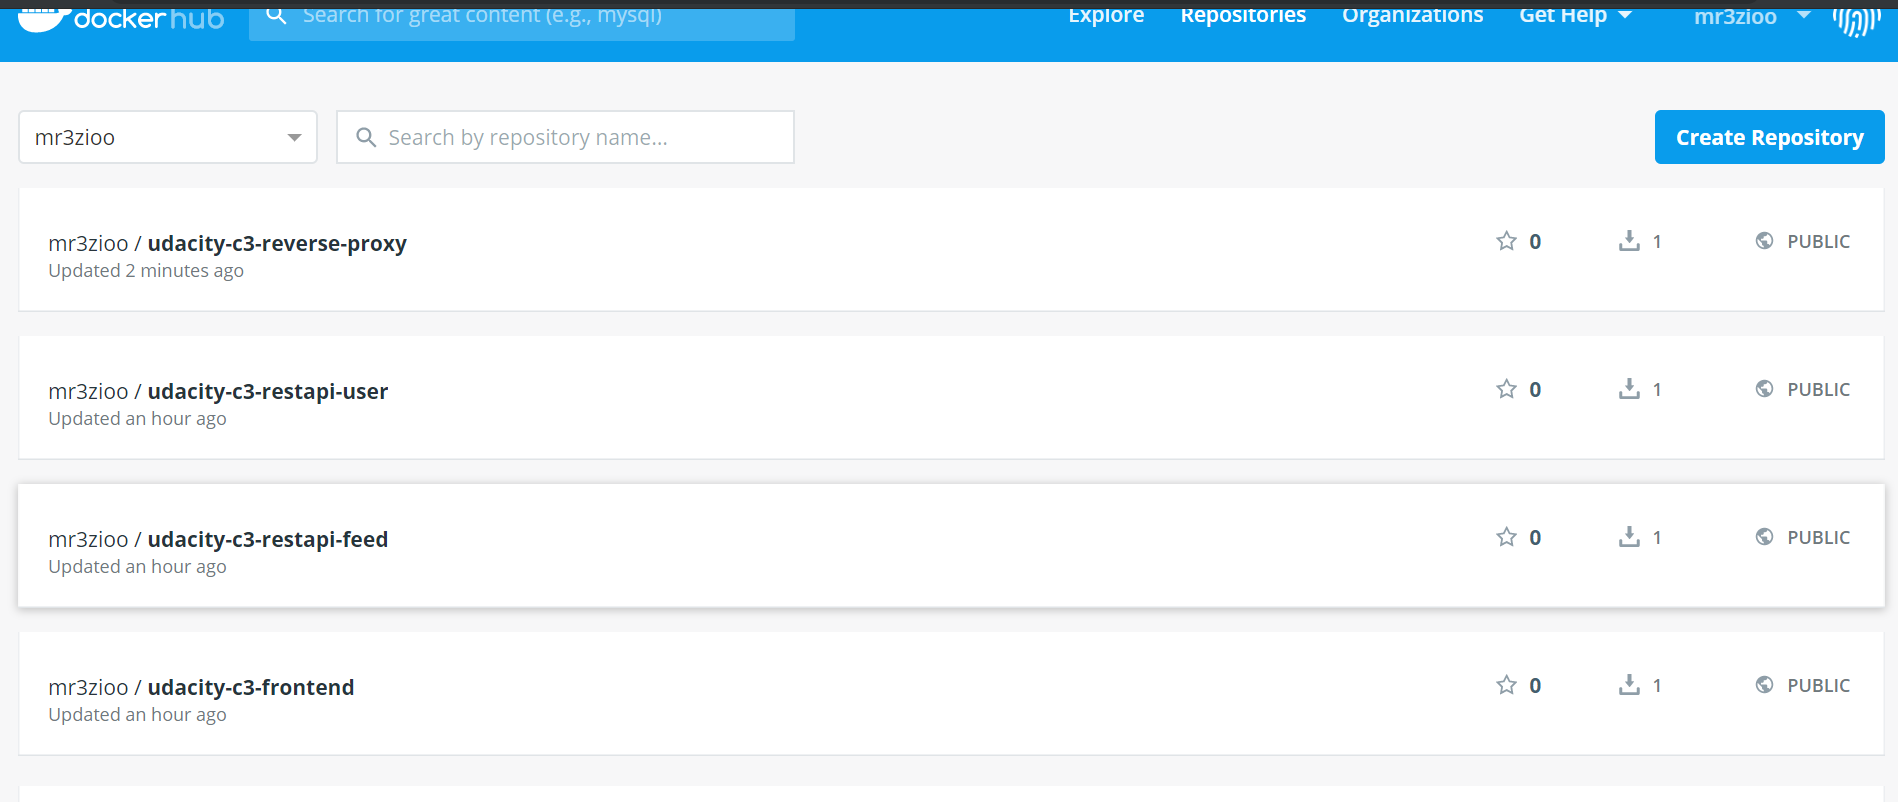 docker hub
Search for great content (e.g., mysql)
Explore
Repositories
Organizations
Get Help
mr3zioo
mr3zioo
Search by repository name...
Create Repository
mr3zioo / udacity-c3-reverse-proxy
Updated 2 minutes ago
0
1
PUBLIC
mr3zioo / udacity-c3-restapi-user
Updated an hour ago
0
1
PUBLIC
mr3zioo / udacity-c3-restapi-feed
Updated an hour ago
0
1
PUBLIC
mr3zioo / udacity-c3-frontend
Updated an hour ago
0
1
PUBLIC